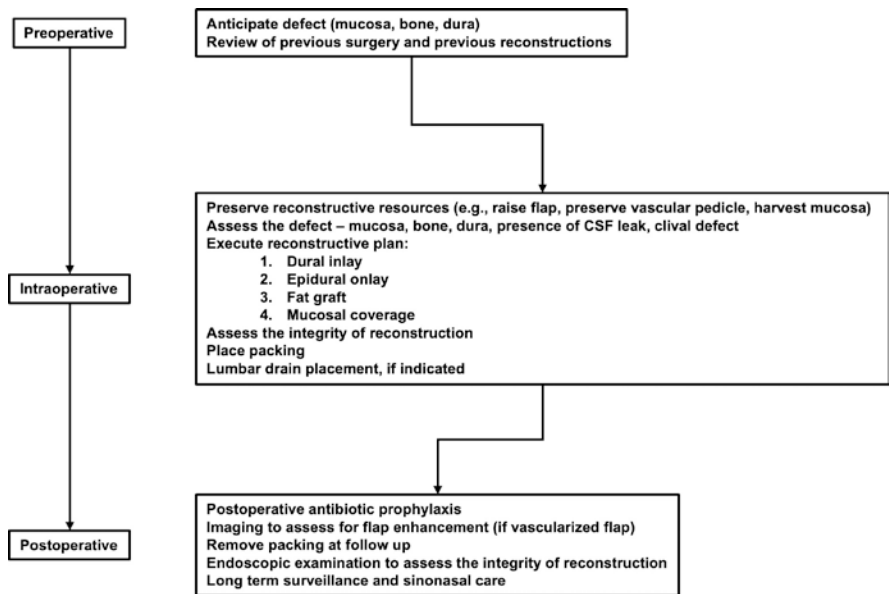 Preoperative
Anticipate defect (mucosa, bone, dura)
Review of previous surgery and previous reconstructions
Intraoperative
Preserve reconstructive resources (e.g., raise flap, preserve vascular pedicle, harvest mucosa)
Assess the defect – mucosa, bone, dura, presence of CSF leak, clival defect
Execute reconstructive plan:
1. Dural inlay
2. Epidural onlay
3. Fat graft
4. Mucosal coverage
Assess the integrity of reconstruction
Place packing
Lumbar drain placement, if indicated
Postoperative
Postoperative antibiotic prophylaxis
Imaging to assess for flap enhancement (if vascularized flap)
Remove packing at follow up
Endoscopic examination to assess the integrity of reconstruction
Long term surveillance and sinonasal care